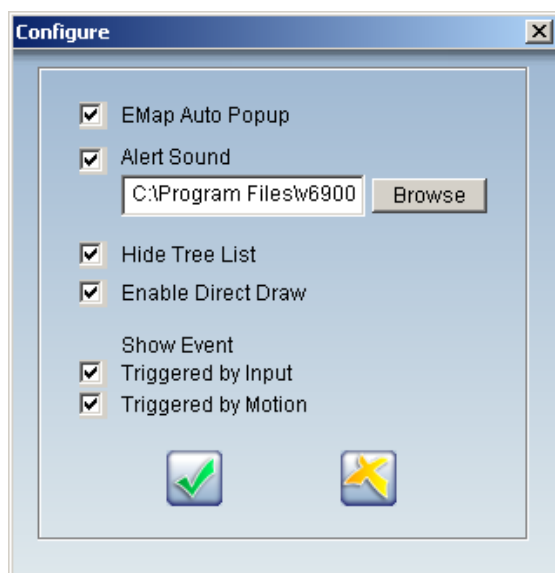 Configure
EMap Auto Popup
Alert Sound
C:\Program Files\v6900
Browse
Hide Tree List
Enable Direct Draw
Show Event
Triggered by Input
Triggered by Motion